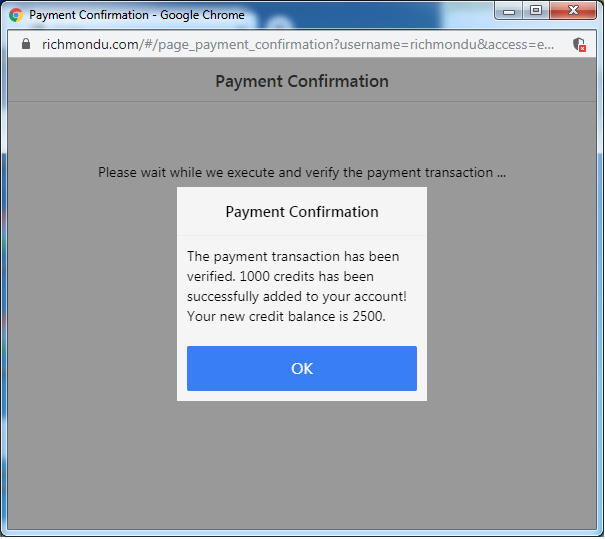 Payment Confirmation - Google Chrome
richmondu.com/#/page_payment_confirmation?username=richmondu&access=e...
Payment Confirmation
Please wait while we execute and verify the payment transaction ...
Payment Confirmation
The payment transaction has been
verified. 1000 credits has been
successfully added to your account!
Your new credit balance is 2500.
OK